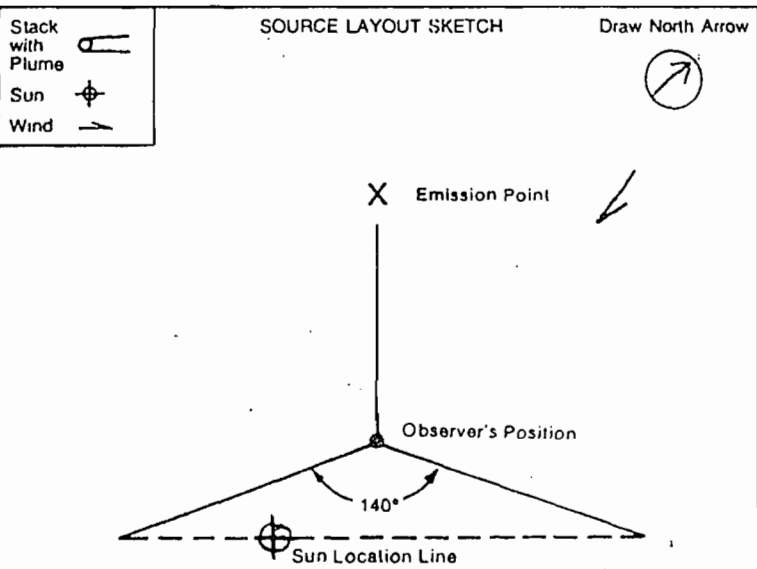 Stack
with
Plume
Sun
Wind
SOURCE LAYOUT SKETCH
Draw North Arrow
X Emission Point
Observer's Position
140°
Sun Location Line